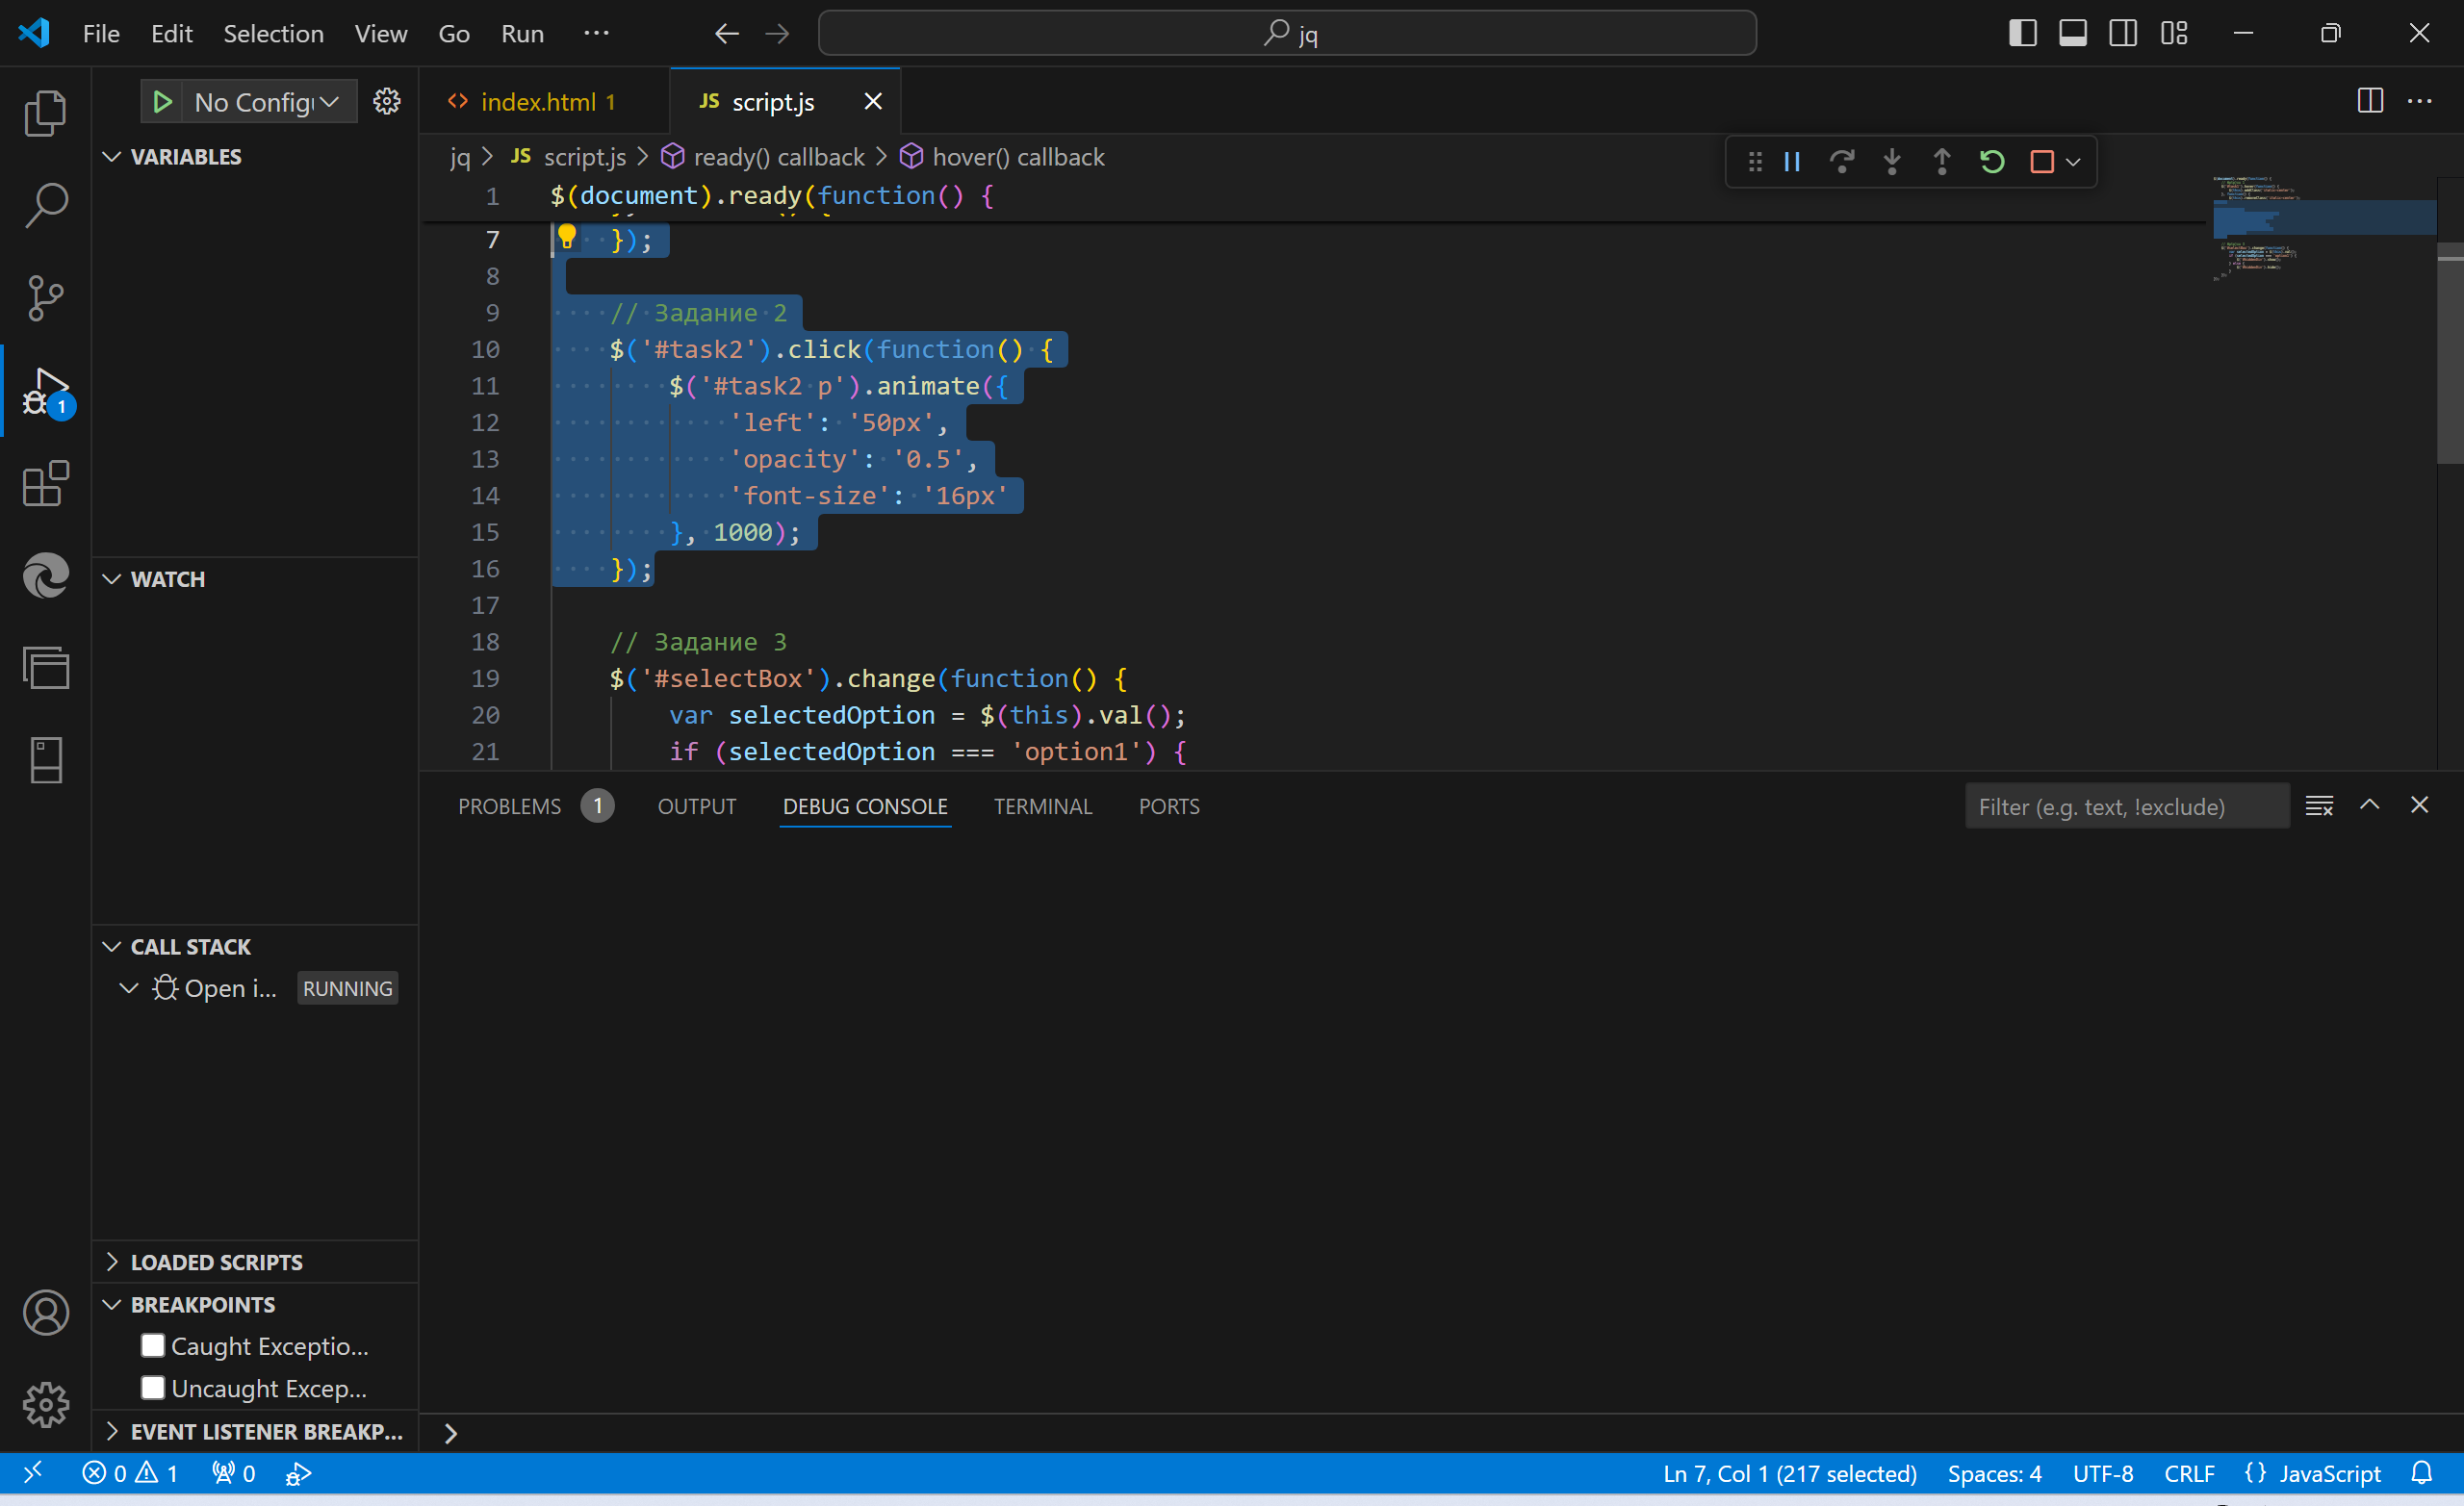 File Edit Selection View Go Run ··· jq
No Config
index.html 1
JS script.js
VARIABLES
jq > JS script.js > ready() callback > hover() callback
1 $(document).ready(function() {
7 });
8
9 // Задание 2
10 $('#task2').click(function() {
11 $('#task2 p').animate({
12 'left': '50px',
13 'opacity': '0.5',
14 'font-size': '16px'
15 }, 1000);
16 });
17
18 // Задание 3
19 $('#selectBox').change(function() {
20 var selectedOption = $(this).val();
21 if (selectedOption === 'option1') {
1
WATCH
PROBLEMS 1 OUTPUT DEBUG CONSOLE TERMINAL PORTS
Filter (e.g. text, !exclude)
CALL STACK
Open i... RUNNING
LOADED SCRIPTS
BREAKPOINTS
Caught Exceptio...
Uncaught Excep...
EVENT LISTENER BREAKP...
0 1 0
Ln 7, Col 1 (217 selected) Spaces: 4 UTF-8 CRLF {} JavaScript